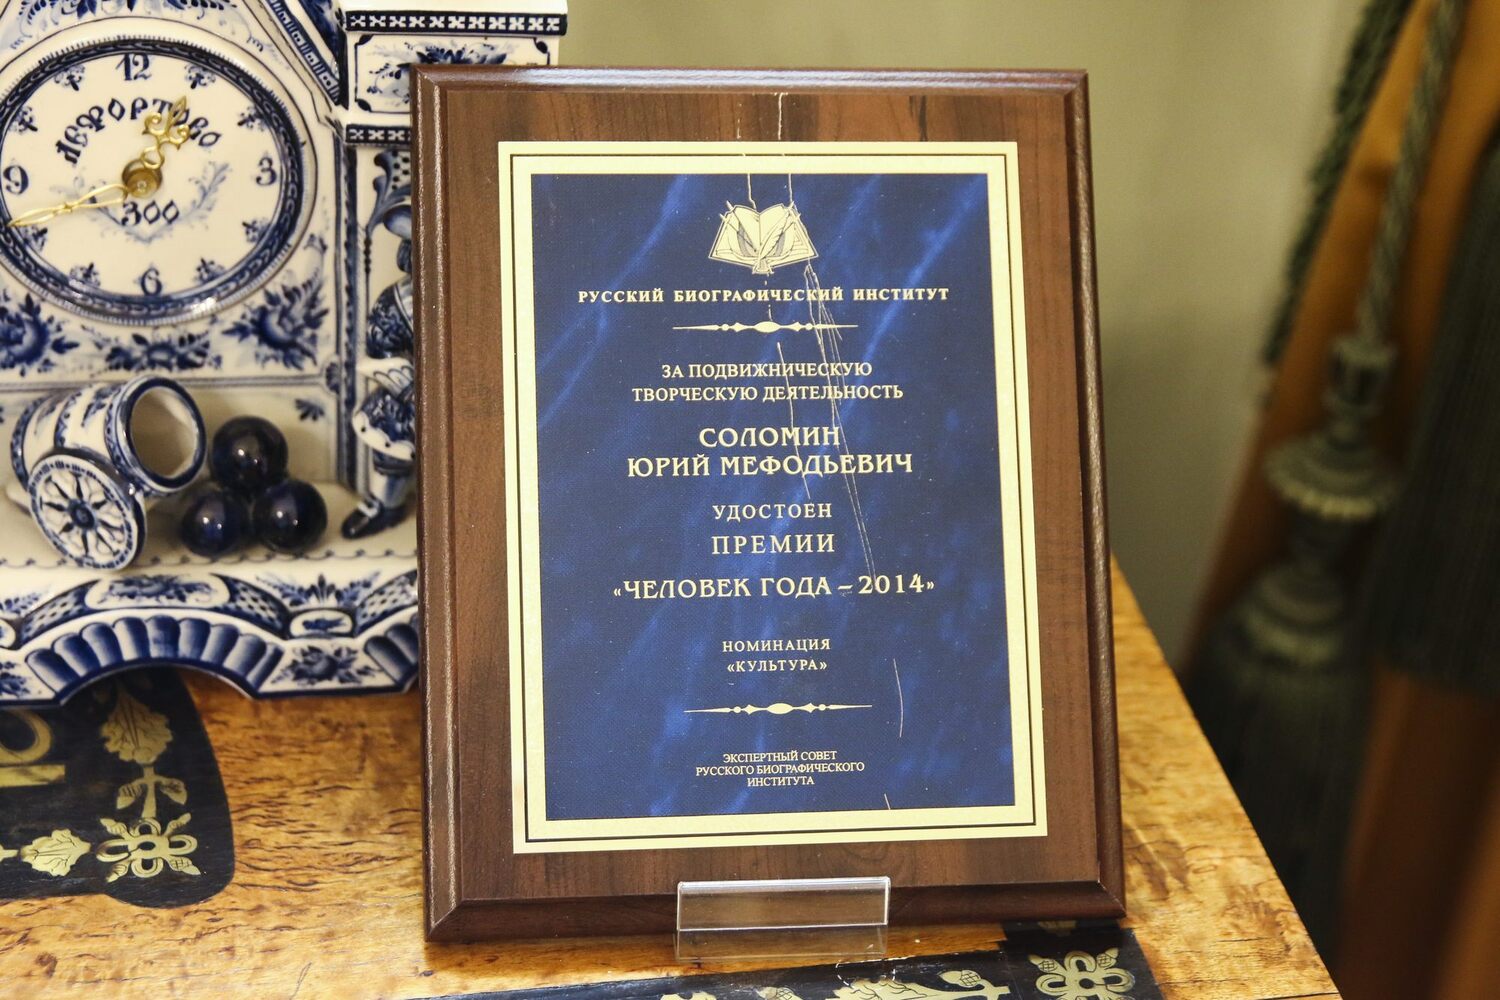 12
ЛЕФОРТОВО
9
3
300
6
РУССКИЙ БИОГРАФИЧЕСКИЙ ИНСТИТУТ
ЗА ПОДВИЖНИЧЕСКУЮ
ТВОРЧЕСКУЮ ДЕЯТЕЛЬНОСТЬ
СОЛОМИН
ЮРИЙ МЕФОДЬЕВИЧ
УДОСТОЕН
ПРЕМИИ
«ЧЕЛОВЕК ГОДА – 2014»
НОМИНАЦИЯ
«КУЛЬТУРА»
ЭКСПЕРТНЫЙ СОВЕТ
РУССКОГО БИОГРАФИЧЕСКОГО
ИНСТИТУТА